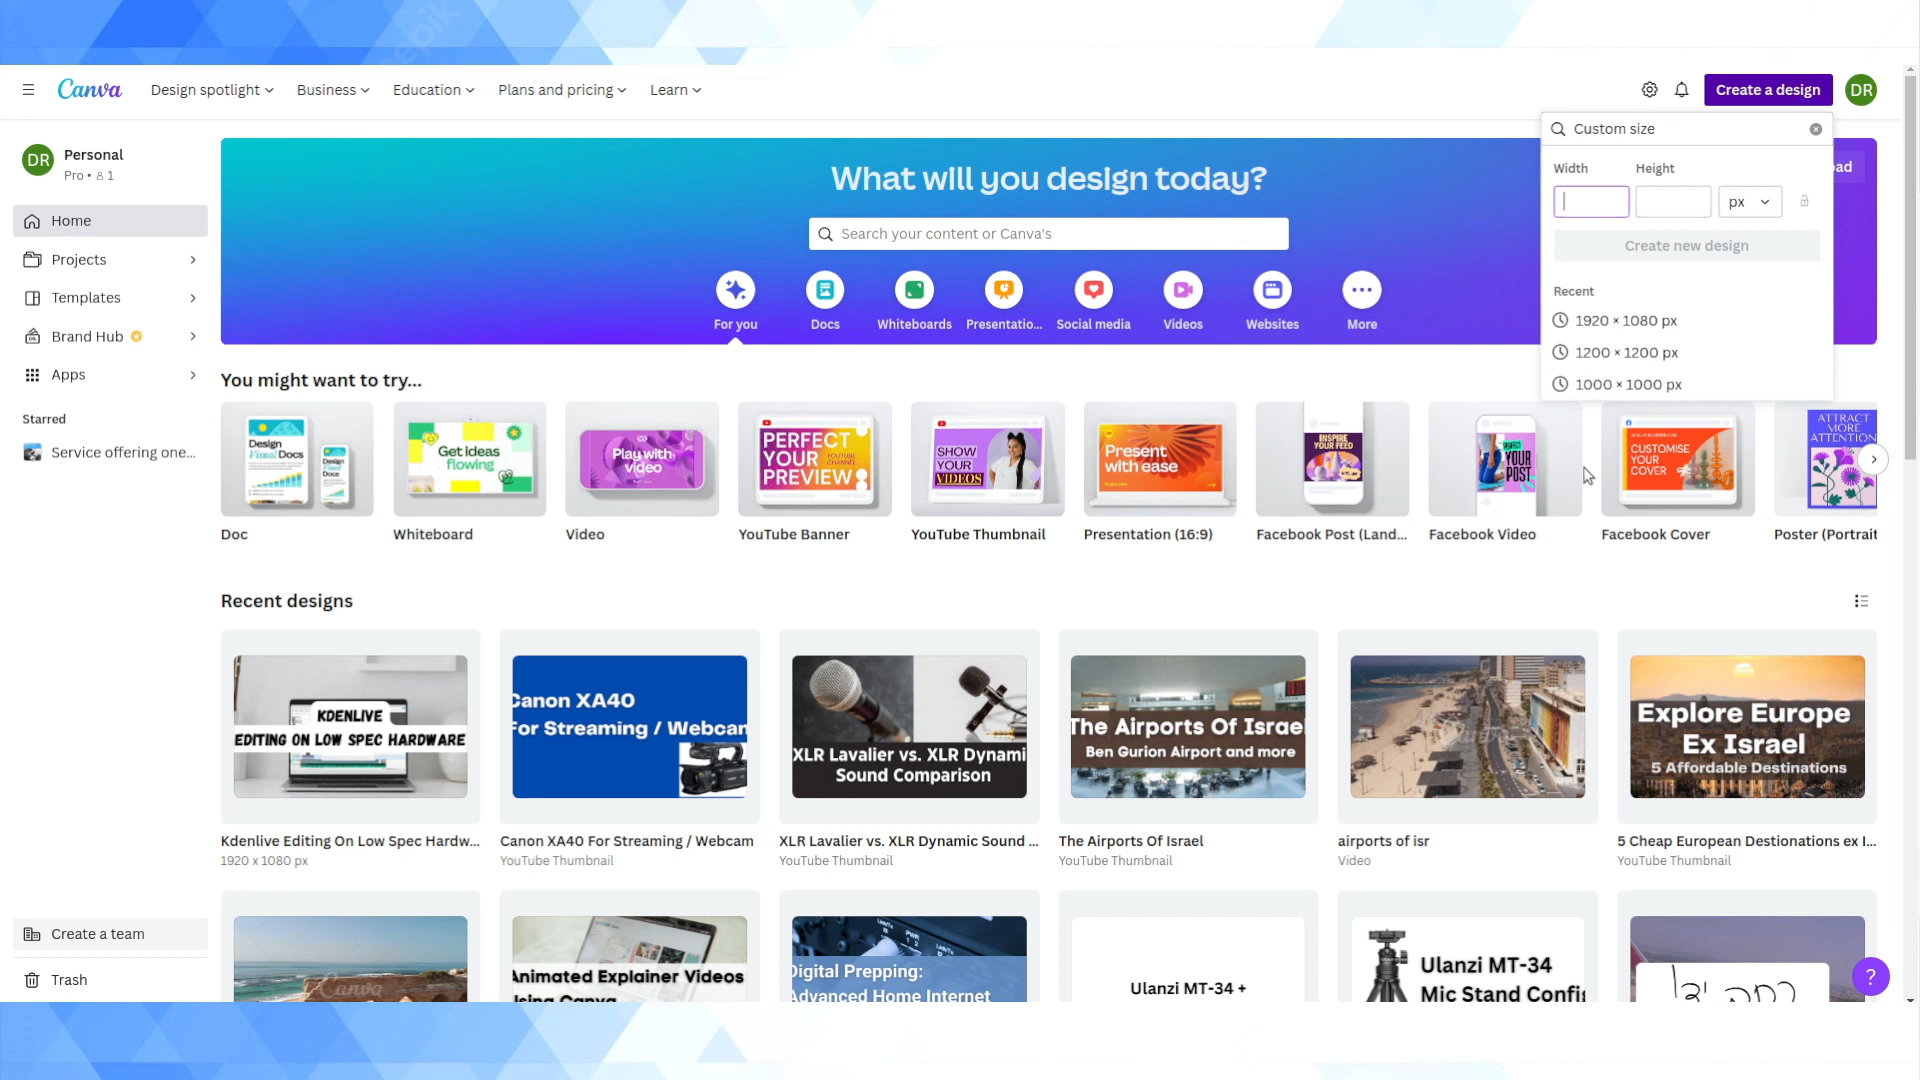 Canva
Design spotlight
Business
Education
Plans and pricing
Learn
Create a design
DR
DR
Personal
Pro • 1
Home
Projects
Templates
Brand Hub
Apps
Starred
Service offering one...
Create a team
Trash
What will you design today?
Search your content or Canva's
For you
Docs
Whiteboards
Presentatio...
Social media
Videos
Websites
More
Custom size
Width
Height
px
Create new design
Recent
1920 × 1080 px
1200 × 1200 px
1000 × 1000 px
You might want to try...
Design
Visual Docs
Get ideas
flowing
Play with
video
PERFECT
YOUR
PREVIEW
YOUTUBE
CHANNEL
SHOW
YOUR
VIDEOS
Present
with ease
INSPIRE
YOUR FEED
YOUR
POST
CUSTOMISE
YOUR
COVER
ATTRACT
MORE
ATTENTION
Doc
Whiteboard
Video
YouTube Banner
YouTube Thumbnail
Presentation (16:9)
Facebook Post (Land...
Facebook Video
Facebook Cover
Poster (Portrait
Recent designs
KDENLIVE
EDITING ON LOW SPEC HARDWARE
Canon XA40
For Streaming / Webcam
XLR Lavalier vs. XLR Dynami
Sound Comparison
The Airports Of Israel
Ben Gurion Airport and more
Explore Europe
Ex Israel
5 Affordable Destinations
Kdenlive Editing On Low Spec Hardw...
1920 x 1080 px
Canon XA40 For Streaming / Webcam
YouTube Thumbnail
XLR Lavalier vs. XLR Dynamic Sound ...
YouTube Thumbnail
The Airports Of Israel
YouTube Thumbnail
airports of isr
Video
5 Cheap European Destionations ex I...
YouTube Thumbnail
Canva
Animated Explainer Videos
Using Canva
Digital Prepping:
Advanced Home Internet
Ulanzi MT-34 +
Ulanzi MT-34
Mic Stand Config
?